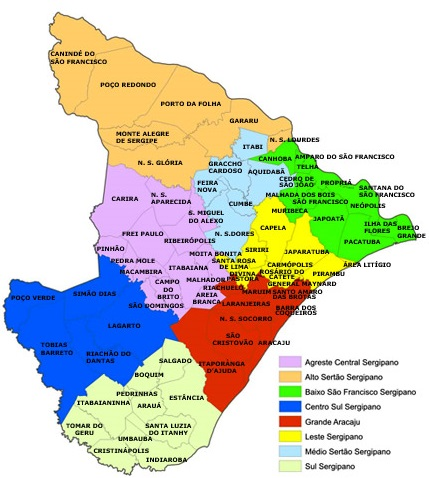 CANINDÉ DO
SÃO FRANCISCO
POÇO REDONDO
PORTO DA FOLHA
GARARU
MONTE ALEGRE
DE SERGIPE
N. S. LOURDES
ITABI
N. S. GLÓRIA
GRACCHO
CARDOSO
CANHOBA
AMPARO DO SÃO FRANCISCO
TELHA
AQUIDABÃ
FEIRA
NOVA
CEDRO DE
SÃO JOÃO
PROPRIÁ
SANTANA DO
SÃO FRANCISCO
MALHADA DOS BOIS
SÃO FRANCISCO
NEÓPOLIS
CARIRA
N. S.
APARECIDA
CUMBE
MURIBECA
S. MIGUEL
DO ALEIXO
JAPOATÃ
ILHA DAS
FLORES
BREJO
GRANDE
FREI PAULO
N. S.DORES
CAPELA
RIBEIRÓPOLIS
PACATUBA
PINHÃO
MOITA BONITA
SIRIRI
JAPARATUBA
PEDRA MOLE
SANTA ROSA
DE LIMA
CARMÓPOLIS
ÁREA LITÍGIO
MACAMBIRA
ITABAIANA
DIVINA
PASTORA
ROSÁRIO DO
CATETE
PIRAMBU
CAMPO
DO
BRITO
MALHADOR
RIACHUELO
GENERAL MAYNARD
POÇO VERDE
SIMÃO DIAS
AREIA
BRANCA
MARUIM
SANTO AMARO
DAS BROTAS
SÃO DOMINGOS
LARANJEIRAS
BARRA DOS
COQUEIROS
LAGARTO
N. S. SOCORRO
TOBIAS
BARRETO
RIACHÃO DO
DANTAS
SÃO
CRISTOVÃO
ARACAJU
SALGADO
ITAPORÂNGA
D'AJUDA
BOQUIM
PEDRINHAS
ITABAIANINHA
ARAUÁ
ESTÂNCIA
TOMAR DO
GERU
SANTA LUZIA
DO ITANHY
UMBAUBA
CRISTINÁPOLIS
INDIAROBA
Agreste Central Sergipano
Alto Sertão Sergipano
Baixo São Francisco Sergipano
Centro Sul Sergipano
Grande Aracaju
Leste Sergipano
Médio Sertão Sergipano
Sul Sergipano